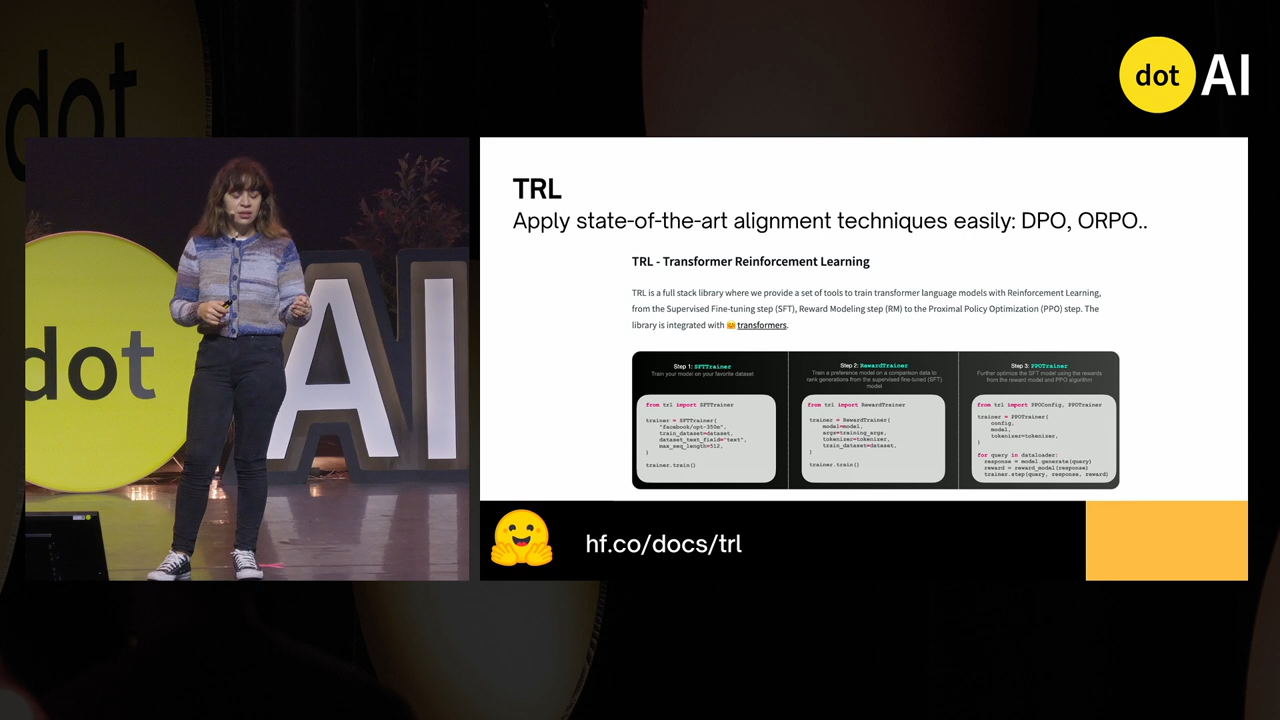 dot
dot AI
dot AI
TRL
Apply state-of-the-art alignment techniques easily: DPO, ORPO..
TRL - Transformer Reinforcement Learning
TRL is a full stack library where we provide a set of tools to train transformer language models with Reinforcement Learning,
from the Supervised Fine-tuning step (SFT), Reward Modeling step (RM) to the Proximal Policy Optimization (PPO) step. The
library is integrated with 🤗 transformers.
Step 1: SFTTrainer
Train your model on your favorite dataset
from trl import SFTTrainer
trainer = SFTTrainer(
"facebook/opt-350m",
train_dataset=dataset,
dataset_text_field="text",
max_seq_length=512,
)
trainer.train()
Step 2: RewardTrainer
Train a preference model on a comparison data to
rank generations from the supervised fine-tuned (SFT)
model
from trl import RewardTrainer
trainer = RewardTrainer(
model=model,
args=training_args,
tokenizer=tokenizer,
train_dataset=dataset,
)
trainer.train()
Step 3: PPOTrainer
Further optimize the SFT model using the rewards
from the reward model and PPO algorithm
from trl import PPOConfig, PPOTrainer
trainer = PPOTrainer(
config,
model,
tokenizer=tokenizer,
)
for query in dataloader:
response = model.generate(query)
reward = reward_model(response)
trainer.step(query, response, reward)
hf.co/docs/trl